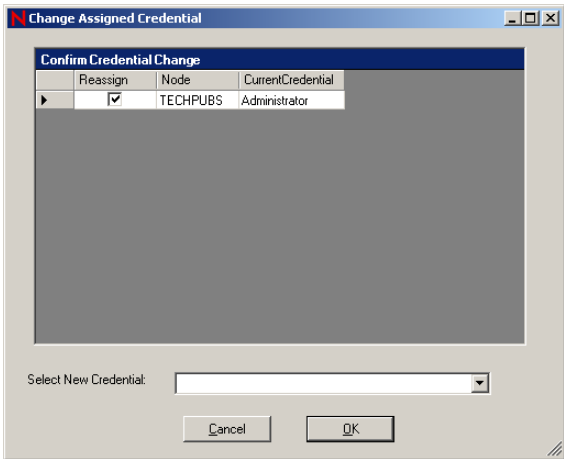 Change Assigned Credential
Confirm Credential Change
Reassign Node CurrentCredential
TECHPUBS Administrator
Select New Credential:
Cancel OK